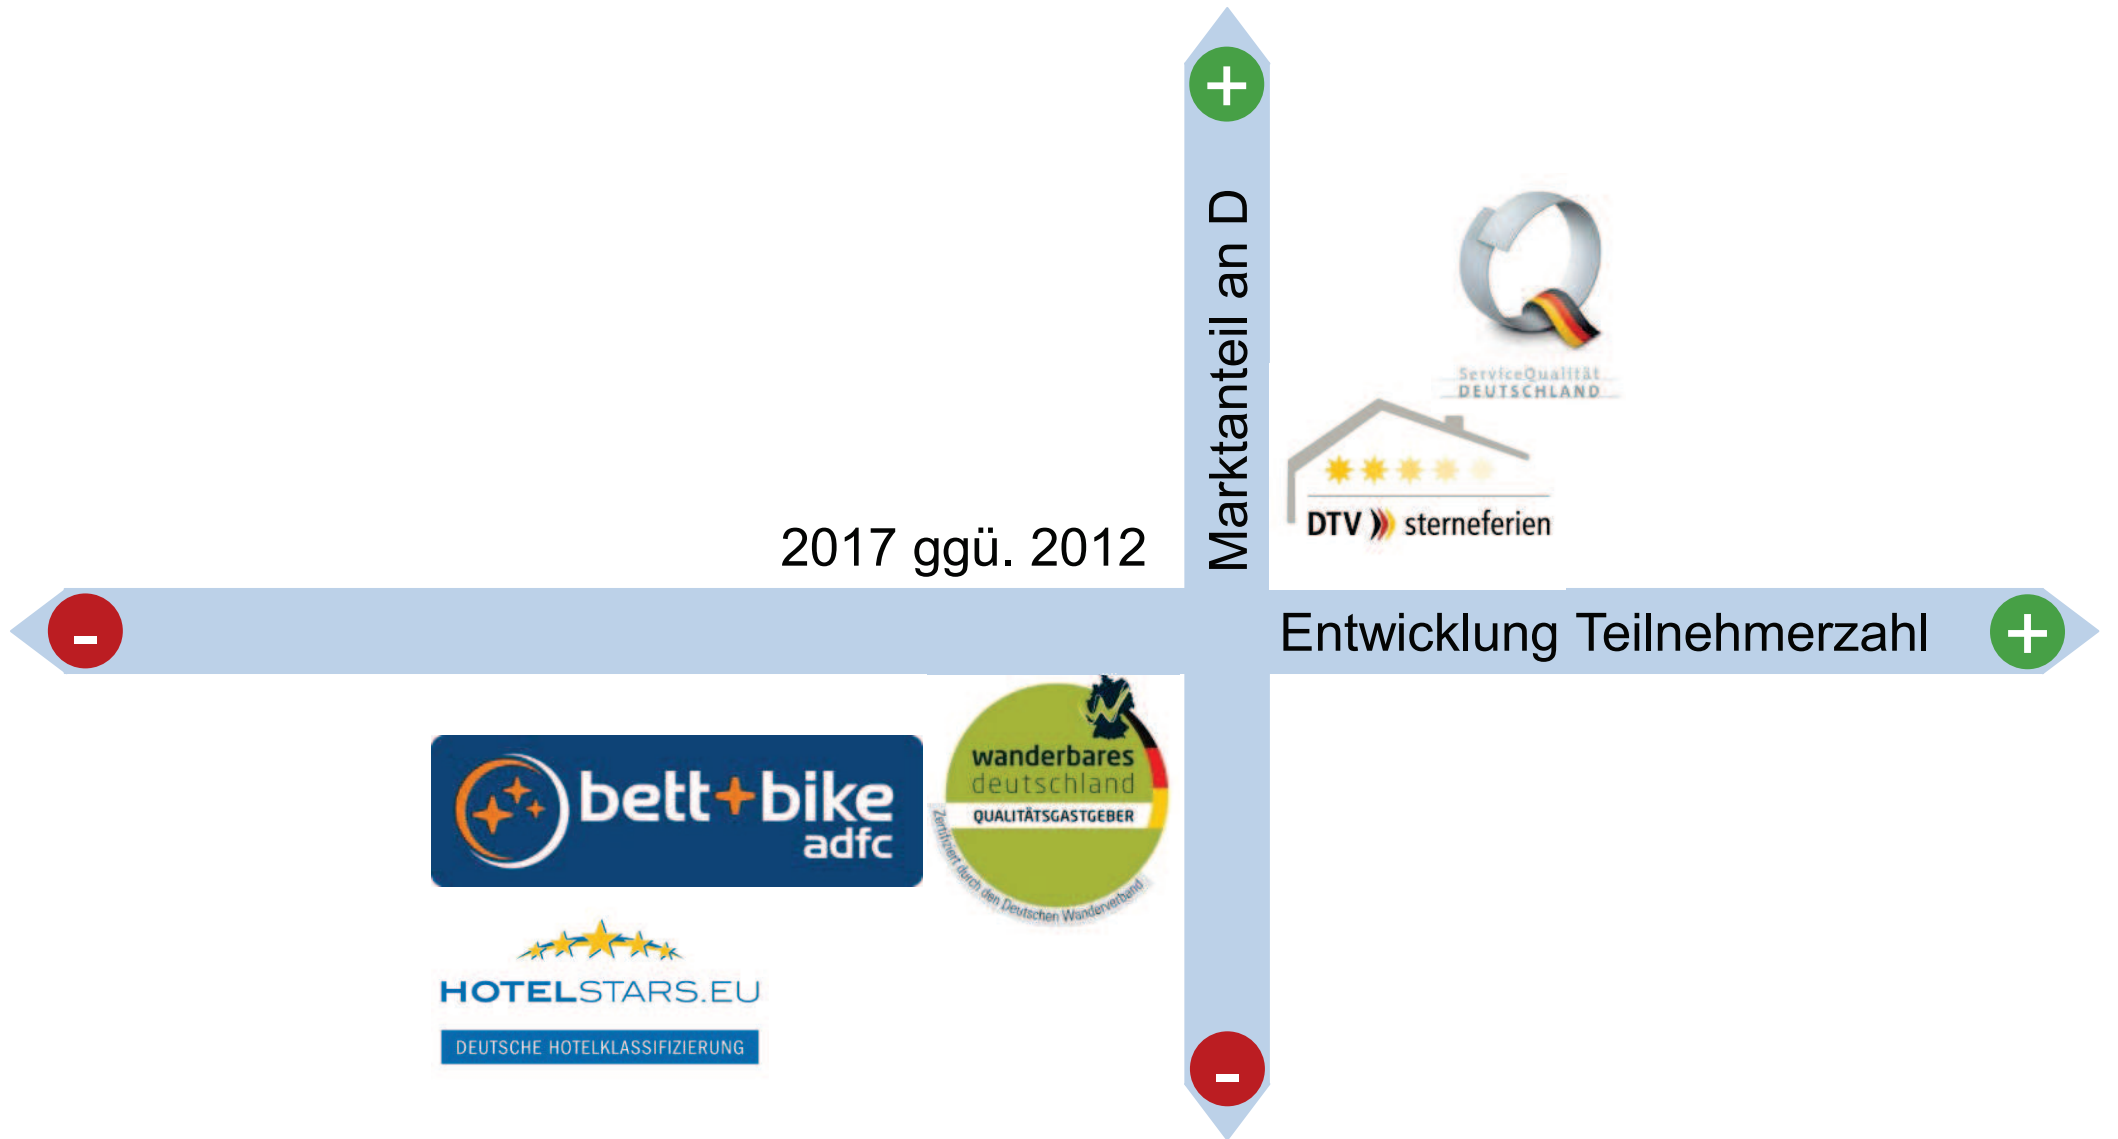 +
Marktanteil an D
ServiceQualität
DEUTSCHLAND
DTV sterneferien
2017 ggü. 2012
-
Entwicklung Teilnehmerzahl
+
bett+bike
adfc
wanderbares
deutschland
QUALITÄTSGASTGEBER
Zertifiziert durch den Deutschen Wanderverband
HOTELSTARS.EU
DEUTSCHE HOTELKLASSIFIZIERUNG
-